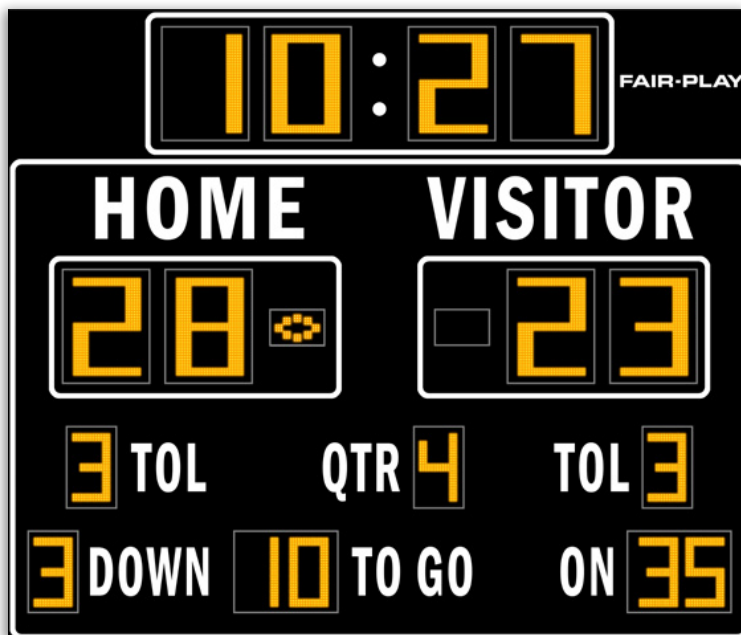 10:27
FAIR-PLAY
HOME VISITOR
28 23
3 TOL QTR 4 TOL 3
3 DOWN 10 TO GO ON 35